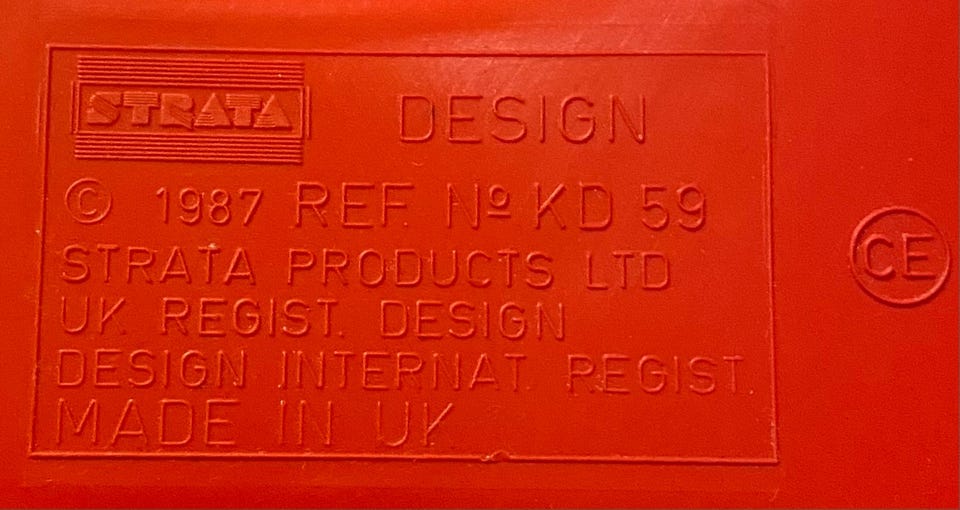 STRATA DESIGN
© 1987 REF. Nº KD 59
STRATA PRODUCTS LTD
UK REGIST. DESIGN
DESIGN INTERNAT. REGIST.
MADE IN UK
CE